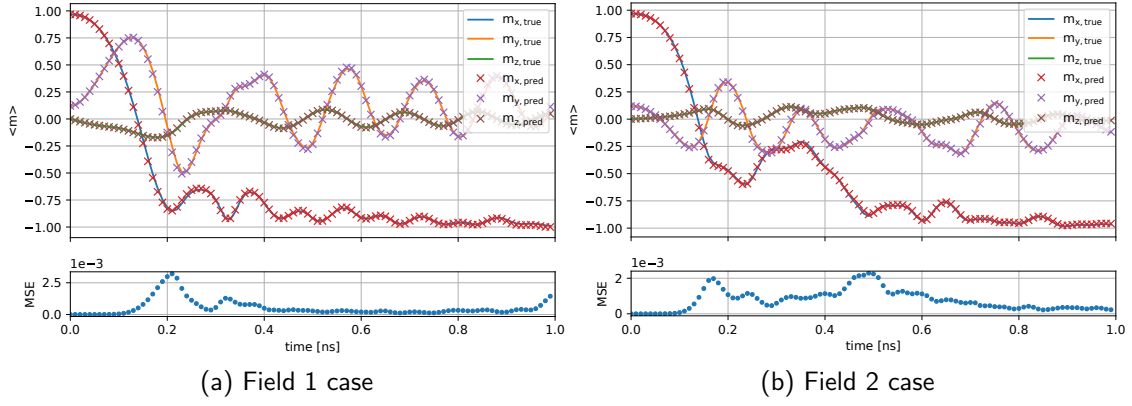 1.00
0.75
0.50
0.25
0.00
−0.25
−0.50
−0.75
−1.00
<m>
m_x, true
m_y, true
m_z, true
m_x, pred
m_y, pred
m_z, pred
1e−3
2.5
0.0
MSE
0.0 0.2 0.4 0.6 0.8 1.0
time [ns]
(a) Field 1 case
1.00
0.75
0.50
0.25
0.00
−0.25
−0.50
−0.75
−1.00
<m>
m_x, true
m_y, true
m_z, true
m_x, pred
m_y, pred
m_z, pred
1e−3
2
0
MSE
0.0 0.2 0.4 0.6 0.8 1.0
time [ns]
(b) Field 2 case